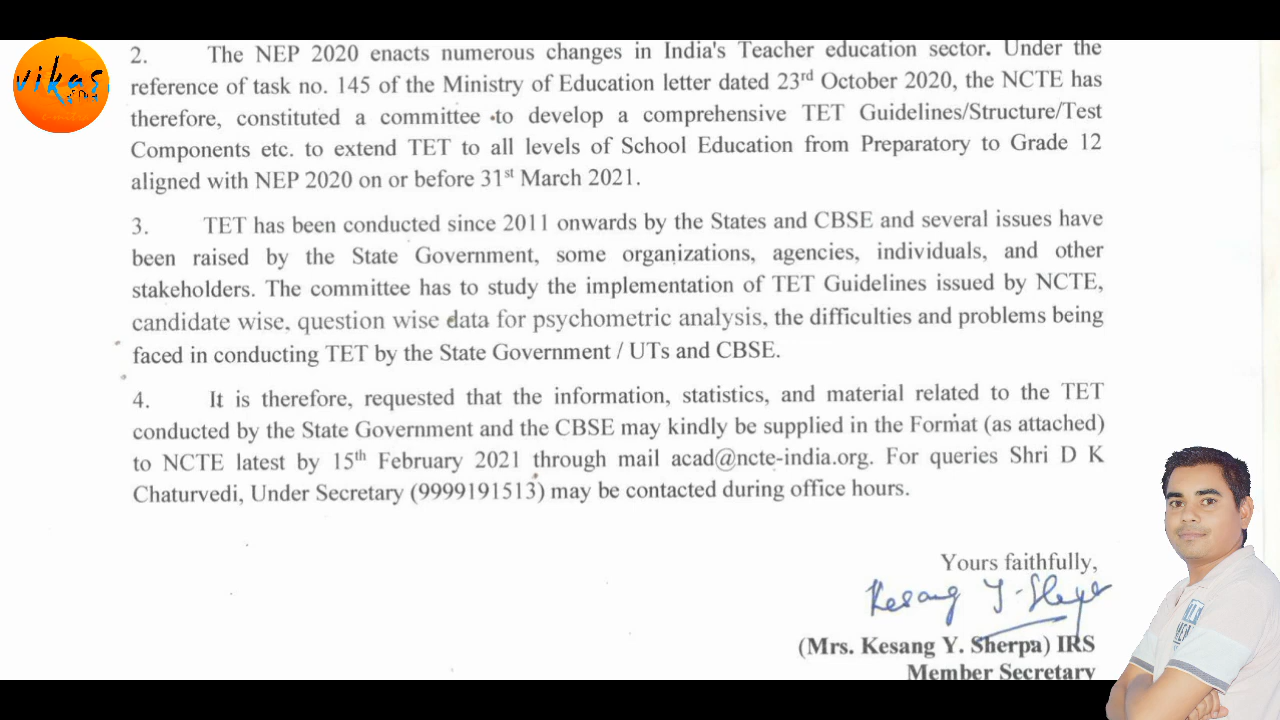 vikas
2. The NEP 2020 enacts numerous changes in India's Teacher education sector. Under the
reference of task no. 145 of the Ministry of Education letter dated 23rd October 2020, the NCTE has
therefore, constituted a committee to develop a comprehensive TET Guidelines/Structure/Test
Components etc. to extend TET to all levels of School Education from Preparatory to Grade 12
aligned with NEP 2020 on or before 31st March 2021.
3. TET has been conducted since 2011 onwards by the States and CBSE and several issues have
been raised by the State Government, some organizations, agencies, individuals, and other
stakeholders. The committee has to study the implementation of TET Guidelines issued by NCTE,
candidate wise, question wise data for psychometric analysis, the difficulties and problems being
faced in conducting TET by the State Government / UTs and CBSE.
4. It is therefore, requested that the information, statistics, and material related to the TET
conducted by the State Government and the CBSE may kindly be supplied in the Format (as attached)
to NCTE latest by 15th February 2021 through mail acad@ncte-india.org. For queries Shri D K
Chaturvedi, Under Secretary (9999191513) may be contacted during office hours.
Yours faithfully,
Kesang Y. Sherpa
(Mrs. Kesang Y. Sherpa) IRS
Member Secretary